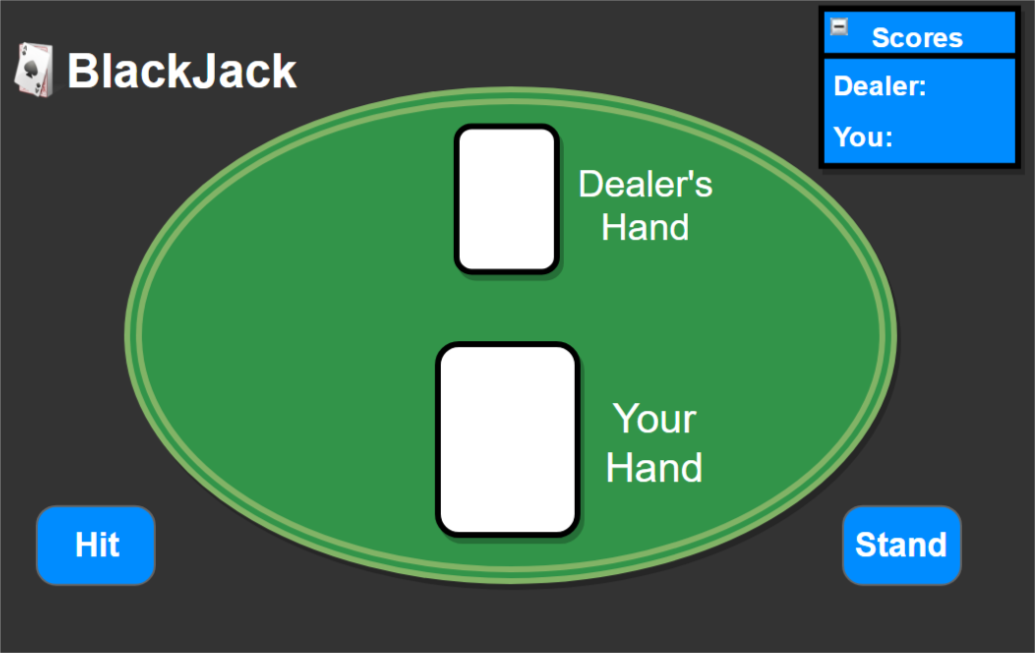 BlackJack
Scores
Dealer:
You:
Dealer's
Hand
Your
Hand
Hit
Stand